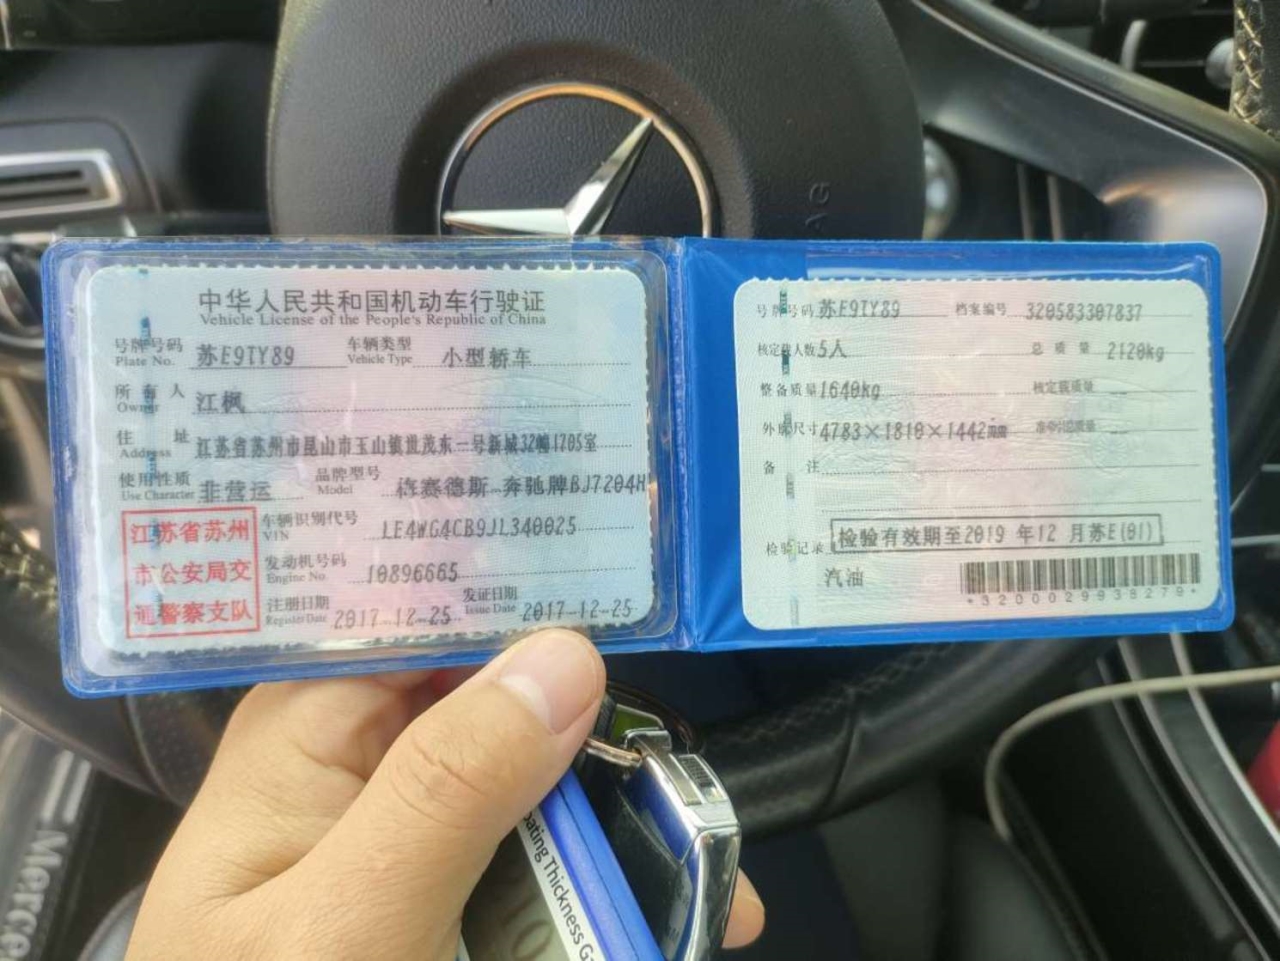 中华人民共和国机动车行驶证
Vehicle License of the People's Republic of China
号牌号码 Plate No. 苏E9TY89 车辆类型 Vehicle Type 小型轿车
所有人 Owner 江枫
住址 Address 江苏省苏州市昆山市玉山镇世茂东一号新城32幢1705室
使用性质 Use Character 非营运 品牌型号 Model 梅赛德斯-奔驰牌BJ7204H
江苏省苏州
市公安局交
通警察支队
车辆识别代号 VIN LE4WG4CB9JL340025
发动机号码 Engine No. 10896665
注册日期 Register Date 2017-12-25 发证日期 Issue Date 2017-12-25
号牌号码 苏E9TY89 档案编号 320583307837
核定载人数 5人 总质量 2120kg
整备质量 1640kg 核定载质量
外廓尺寸 4783×1810×1442mm 准牵引总质量
备注
检验记录 检验有效期至2019年12月苏E(01)
汽油
*3200029938279*
AG
Merce
oating Thickness Ga